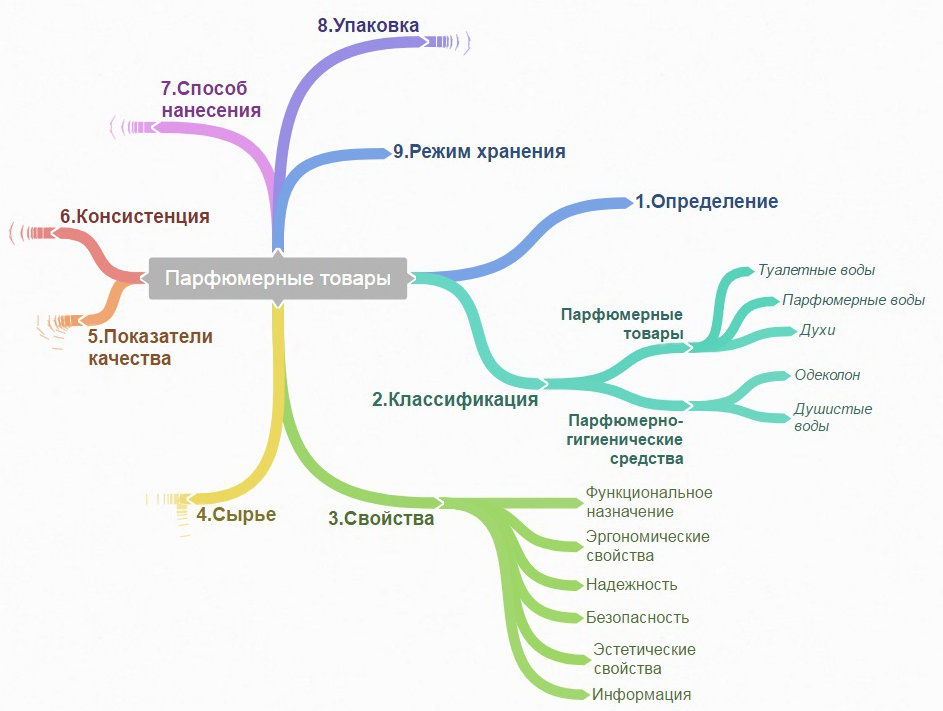 8.Упаковка
7.Способ
нанесения
9.Режим хранения
6.Консистенция
1.Определение
Парфюмерные товары
Туалетные воды
Парфюмерные воды
Парфюмерные
товары
Духи
5.Показатели
качества
2.Классификация
Одеколон
Душистые
воды
Парфюмерно-
гигиенические
средства
4.Сырье
3.Свойства
Функциональное
назначение
Эргономические
свойства
Надежность
Безопасность
Эстетические
свойства
Информация